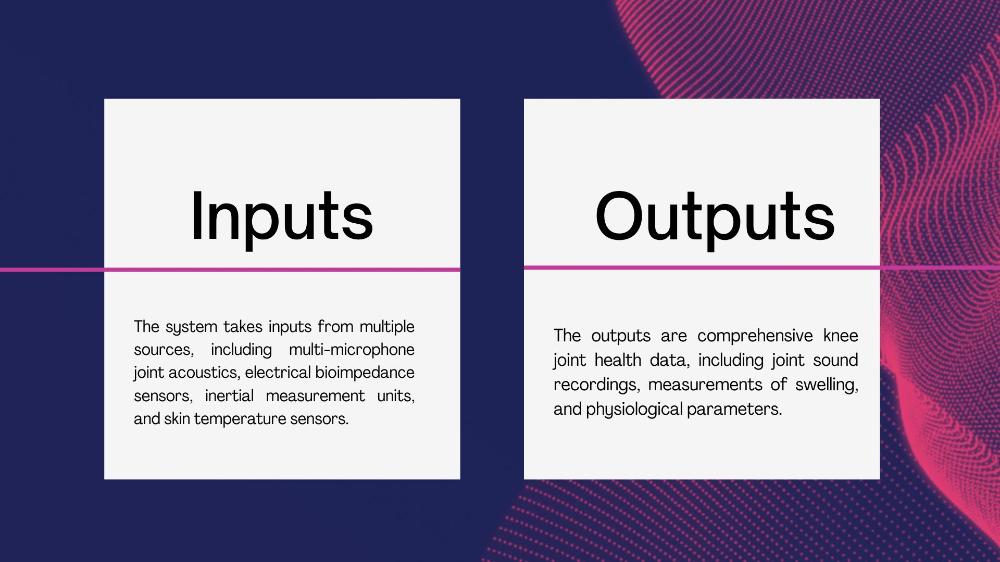 Inputs
The system takes inputs from multiple
sources, including multi-microphone
joint acoustics, electrical bioimpedance
sensors, inertial measurement units,
and skin temperature sensors.
Outputs
The outputs are comprehensive knee
joint health data, including joint sound
recordings, measurements of swelling,
and physiological parameters.